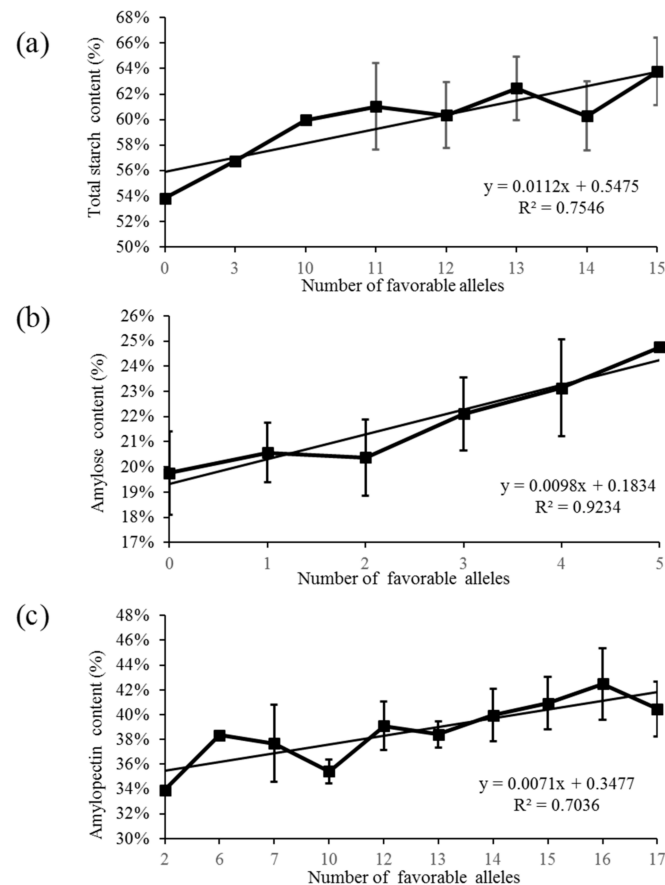 (a)
Total starch content (%)
68%
66%
64%
62%
60%
58%
56%
54%
52%
50%
y = 0.0112x + 0.5475
R² = 0.7546
0 3 10 11 12 13 14 15
Number of favorable alleles
(b)
Amylose content (%)
26%
25%
24%
23%
22%
21%
20%
19%
18%
17%
y = 0.0098x + 0.1834
R² = 0.9234
0 1 2 3 4 5
Number of favorable alleles
(c)
Amylopectin content (%)
48%
46%
44%
42%
40%
38%
36%
34%
32%
30%
y = 0.0071x + 0.3477
R² = 0.7036
2 6 7 10 12 13 14 15 16 17
Number of favorable alleles